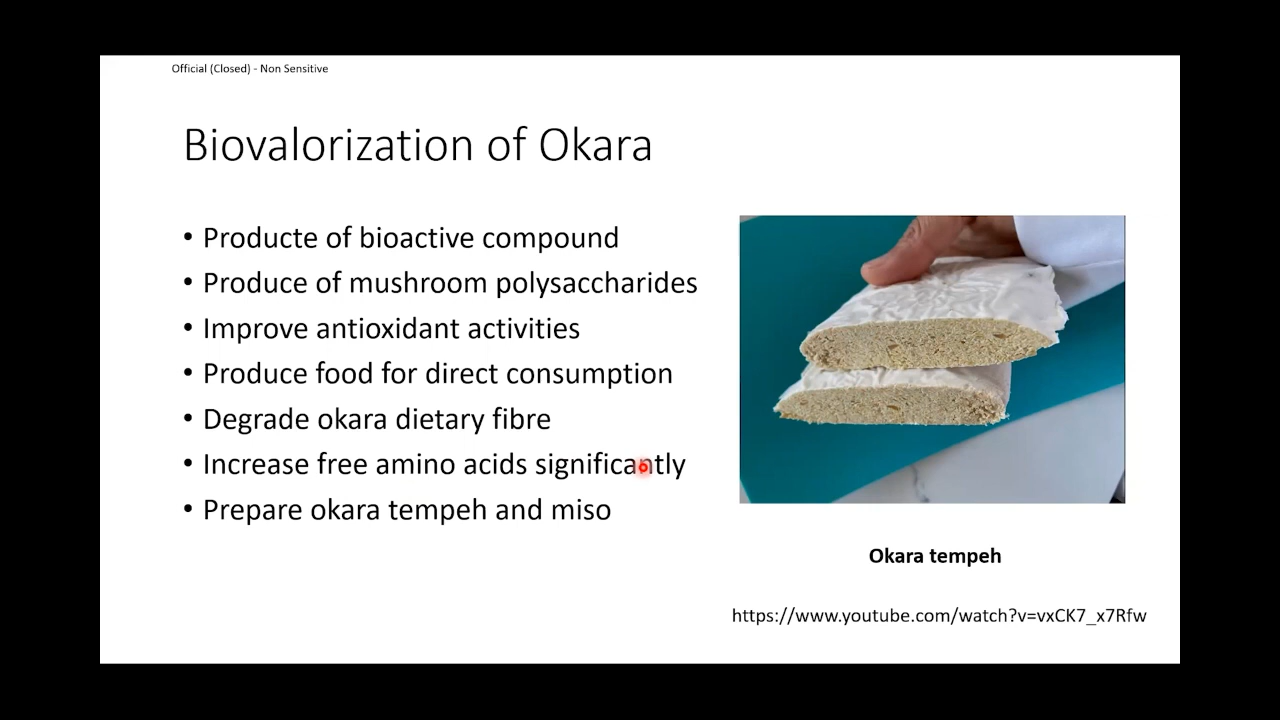 Official (Closed) - Non Sensitive
Biovalorization of Okara
• Producte of bioactive compound
• Produce of mushroom polysaccharides
• Improve antioxidant activities
• Produce food for direct consumption
• Degrade okara dietary fibre
• Increase free amino acids significantly
• Prepare okara tempeh and miso
Okara tempeh
https://www.youtube.com/watch?v=vxCK7_x7Rfw